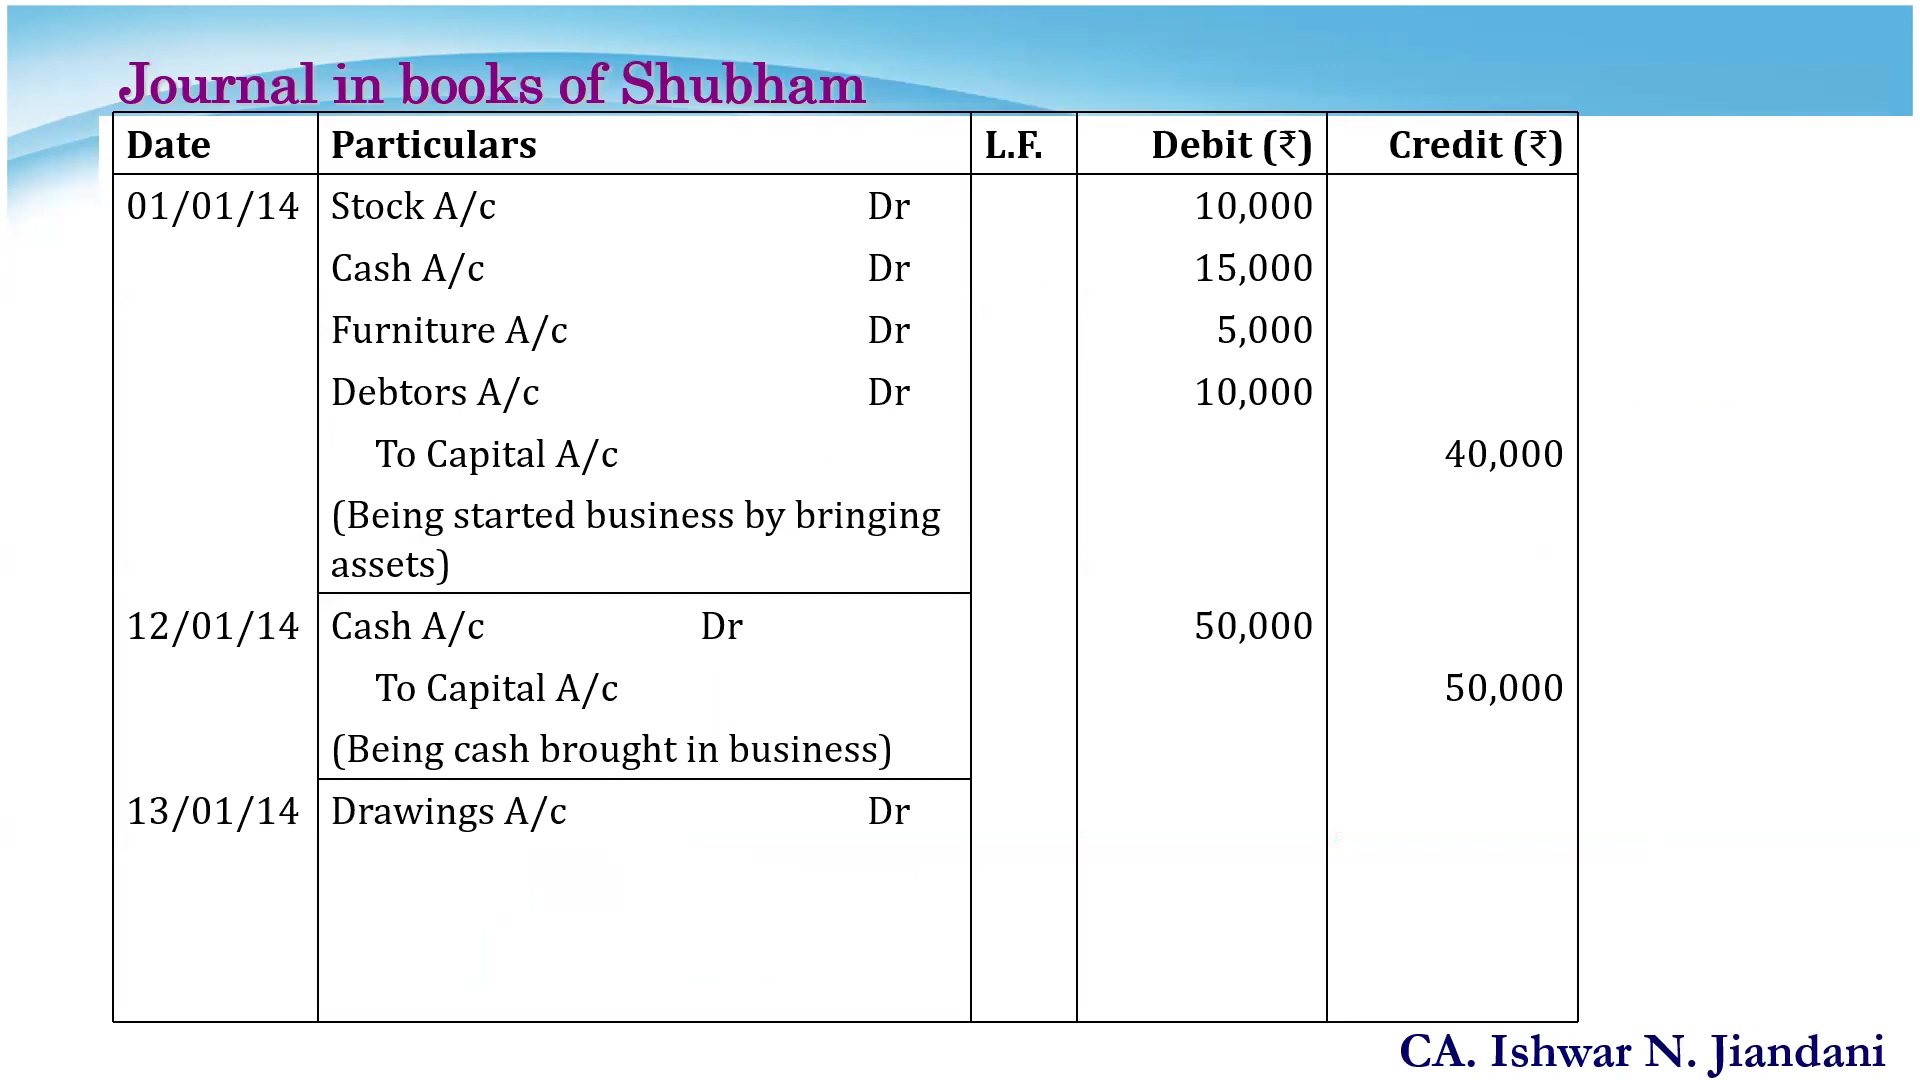 Journal in books of Shubham
Date Particulars L.F. Debit (₹) Credit (₹)
01/01/14 Stock A/c Dr 10,000
Cash A/c Dr 15,000
Furniture A/c Dr 5,000
Debtors A/c Dr 10,000
To Capital A/c 40,000
(Being started business by bringing
assets)
12/01/14 Cash A/c Dr 50,000
To Capital A/c 50,000
(Being cash brought in business)
13/01/14 Drawings A/c Dr
CA. Ishwar N. Jiandani